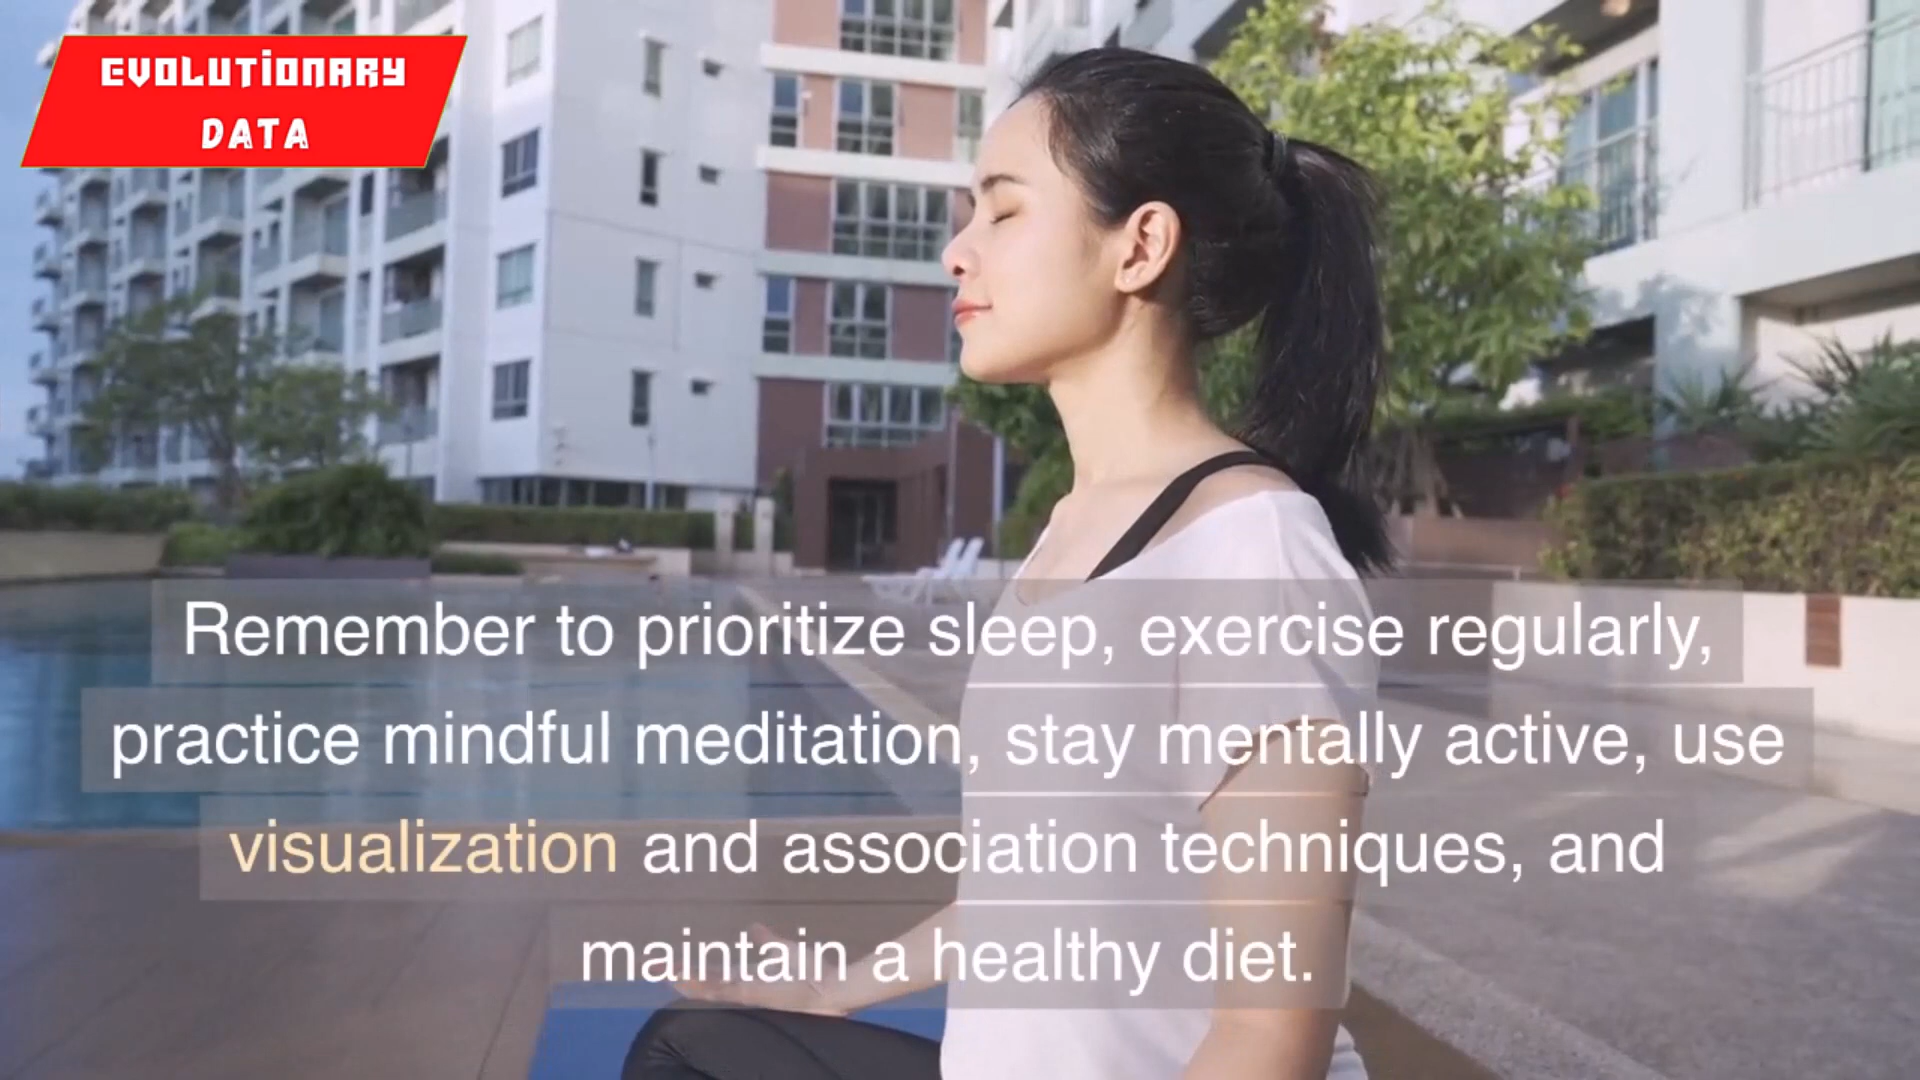 EVOLUTIONARY
DATA
Remember to prioritize sleep, exercise regularly,
practice mindful meditation, stay mentally active, use
visualization and association techniques, and
maintain a healthy diet.